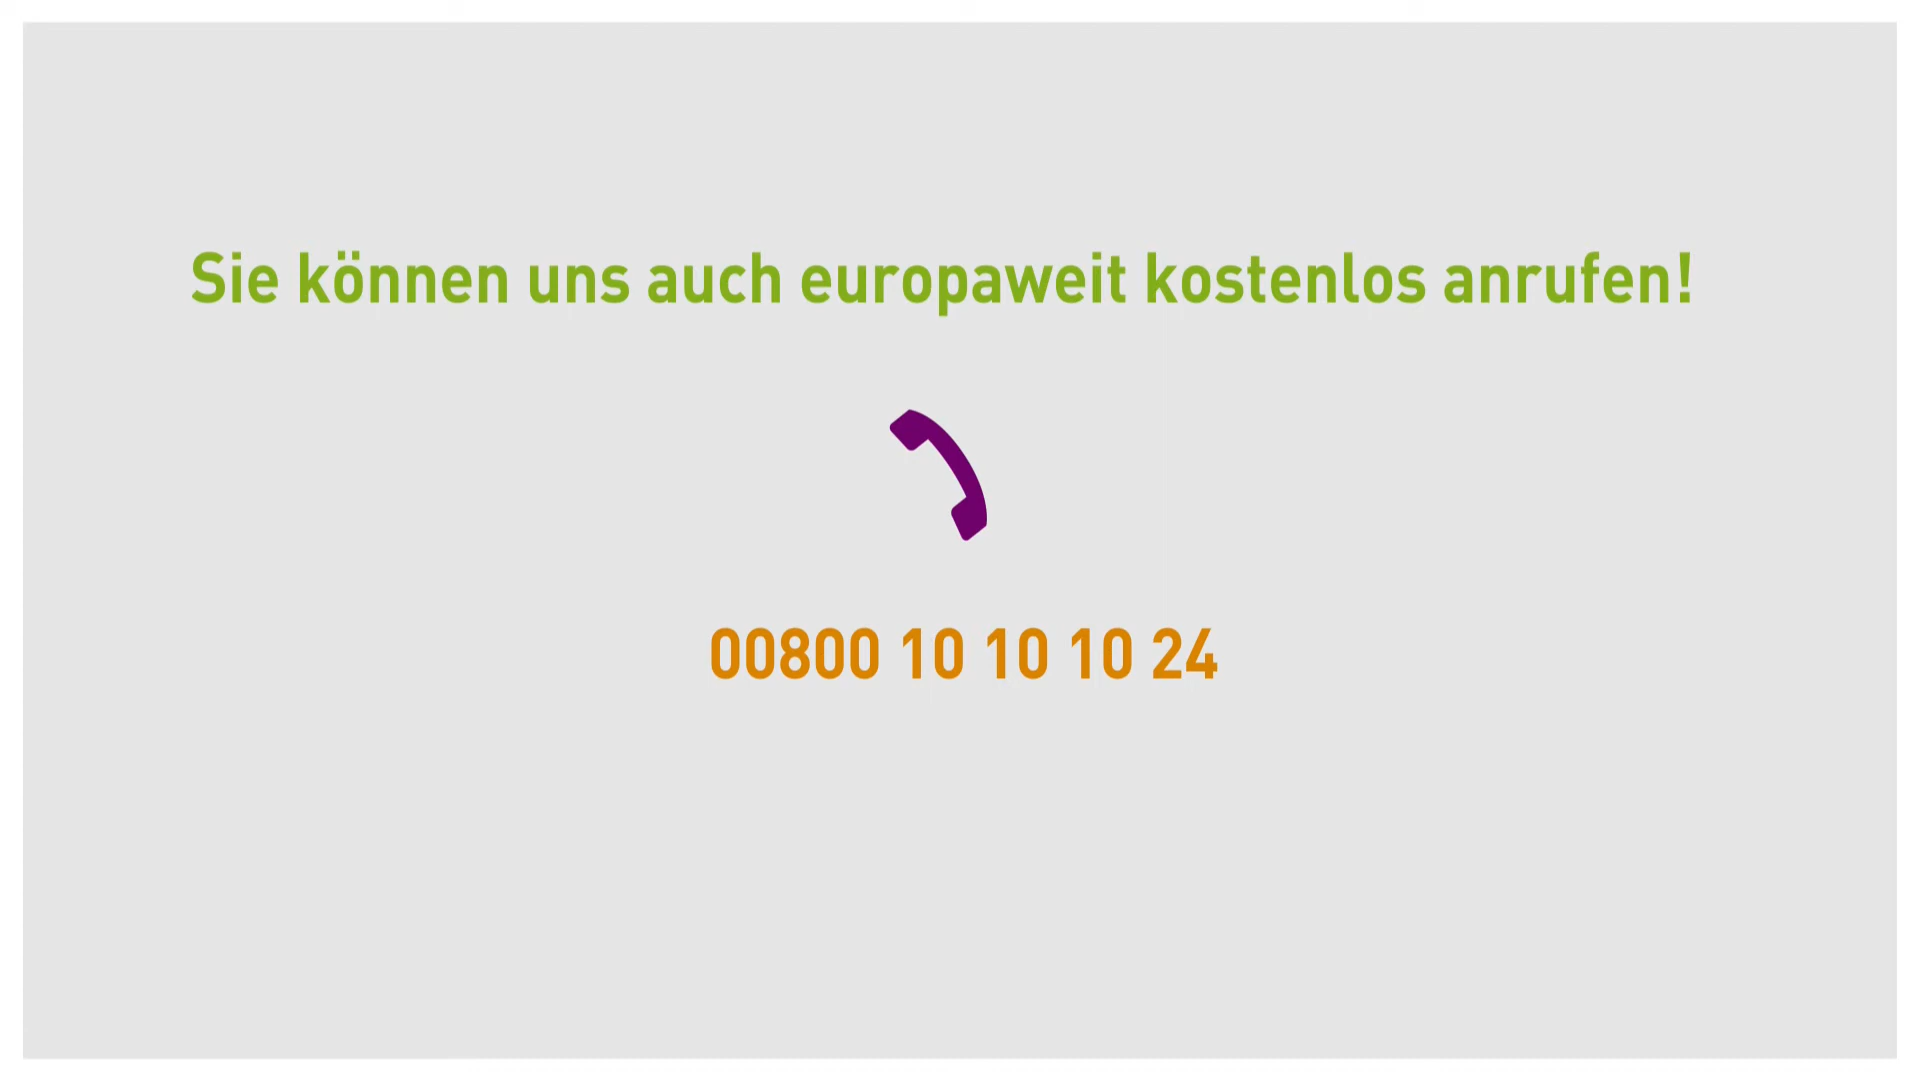 Sie können uns auch europaweit kostenlos anrufen!
00800 10 10 10 24